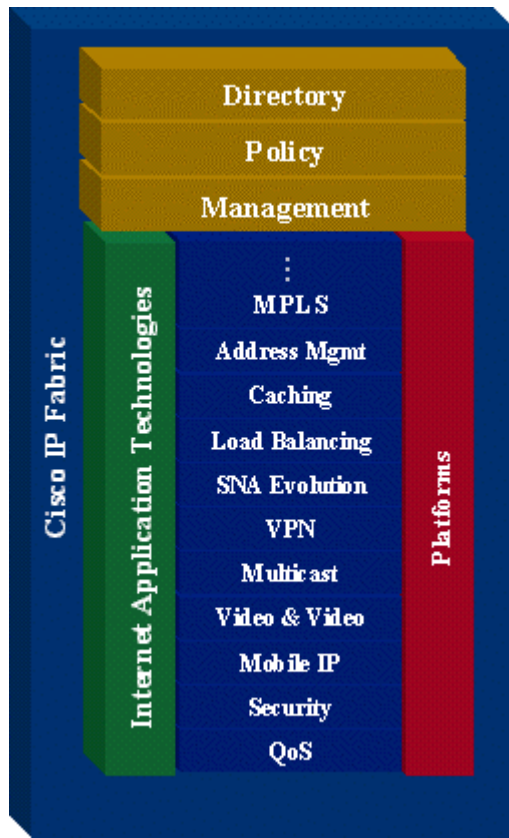 Directory
Policy
Management
Cisco IP Fabric
Internet Application Technologies
⋮
MPLS
Address Mgmt
Caching
Load Balancing
SNA Evolution
VPN
Multicast
Video & Video
Mobile IP
Security
QoS
Platforms